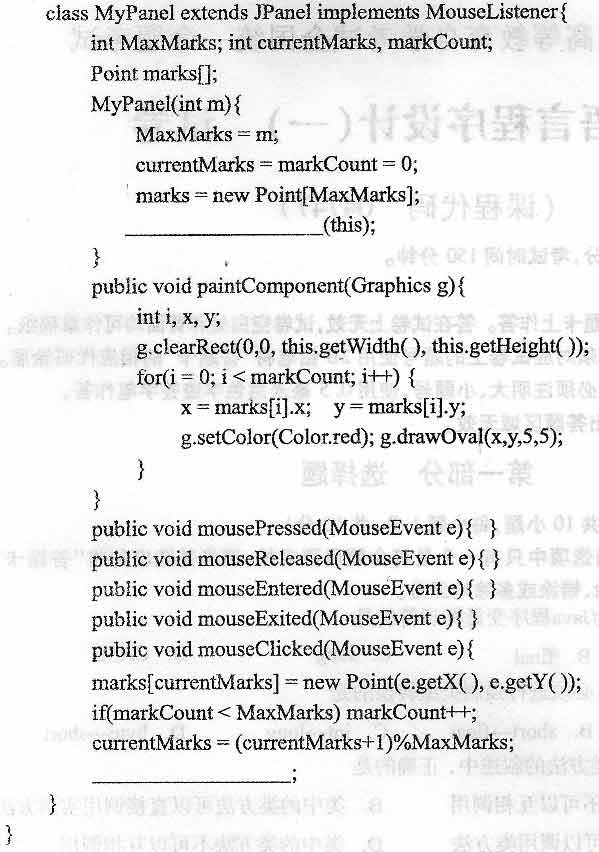 class MyPanel extends JPanel implements MouseListener{
int MaxMarks; int currentMarks, markCount;
Point marks[];
MyPanel(int m){
MaxMarks = m;
currentMarks = markCount = 0;
marks = new Point[MaxMarks];
____________________(this);
}
public void paintComponent(Graphics g){
int i, x, y;
g.clearRect(0,0, this.getWidth( ), this.getHeight( ));
for(i = 0; i < markCount; i++) {
x = marks[i].x; y = marks[i].y;
g.setColor(Color.red); g.drawOval(x,y,5,5);
}
}
public void mousePressed(MouseEvent e){ }
public void mouseReleased(MouseEvent e){ }
public void mouseEntered(MouseEvent e){ }
public void mouseExited(MouseEvent e){ }
public void mouseClicked(MouseEvent e){
marks[currentMarks] = new Point(e.getX( ), e.getY( ));
if(markCount < MaxMarks) markCount++;
currentMarks = (currentMarks+1)%MaxMarks;
____________________;
}
}